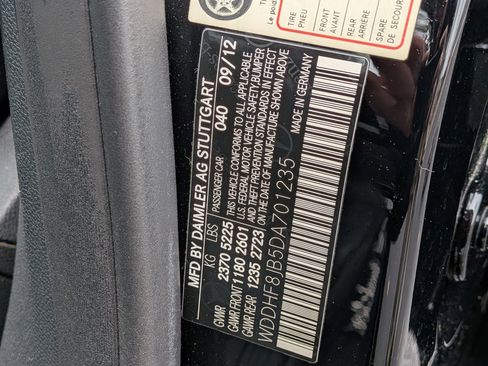 Le poid
TIRE
PNEU
FRONT
AVANT
REAR
ARRIÈRE
SPARE
DE SECOURS
MFD BY DAIMLER AG STUTTGART
PASSENGER CAR 040 09/12
KG LBS THIS VEHICLE CONFORMS TO ALL APPLICABLE
GVWR 2370 5225 U.S. FEDERAL MOTOR VEHICLE SAFETY, BUMPER
GAWR FRONT 1180 2601 AND THEFT PREVENTION STANDARDS IN EFFECT
GAWR REAR 1235 2723 ON THE DATE OF MANUFACTURE SHOWN ABOVE
WDDHF8JB5DA701235
MADE IN GERMANY